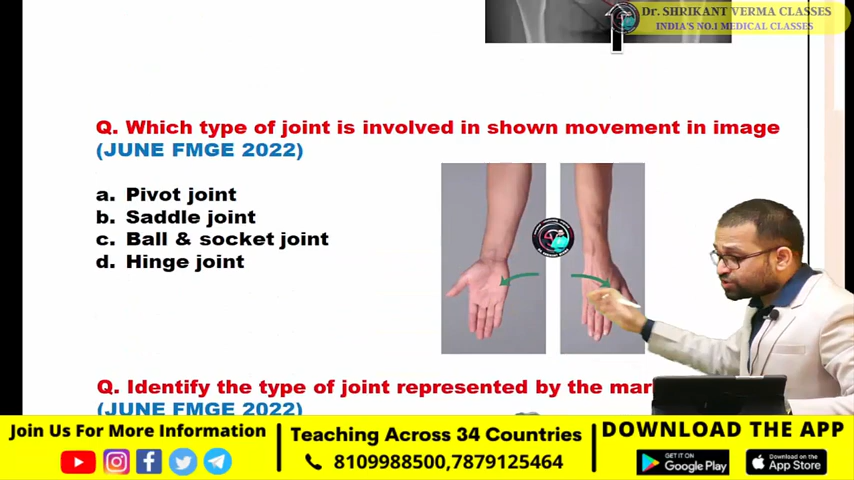 Dr. SHRIKANT VERMA CLASSES
INDIA'S NO.1 MEDICAL CLASSES
Q. Which type of joint is involved in shown movement in image
(JUNE FMGE 2022)
a. Pivot joint
b. Saddle joint
c. Ball & socket joint
d. Hinge joint
Q. Identify the type of joint represented by the mar
(JUNE FMGE 2022)
Join Us For More Information
Teaching Across 34 Countries
8109988500,7879125464
DOWNLOAD THE APP
GET IT ON
Google Play
Download on the
App Store